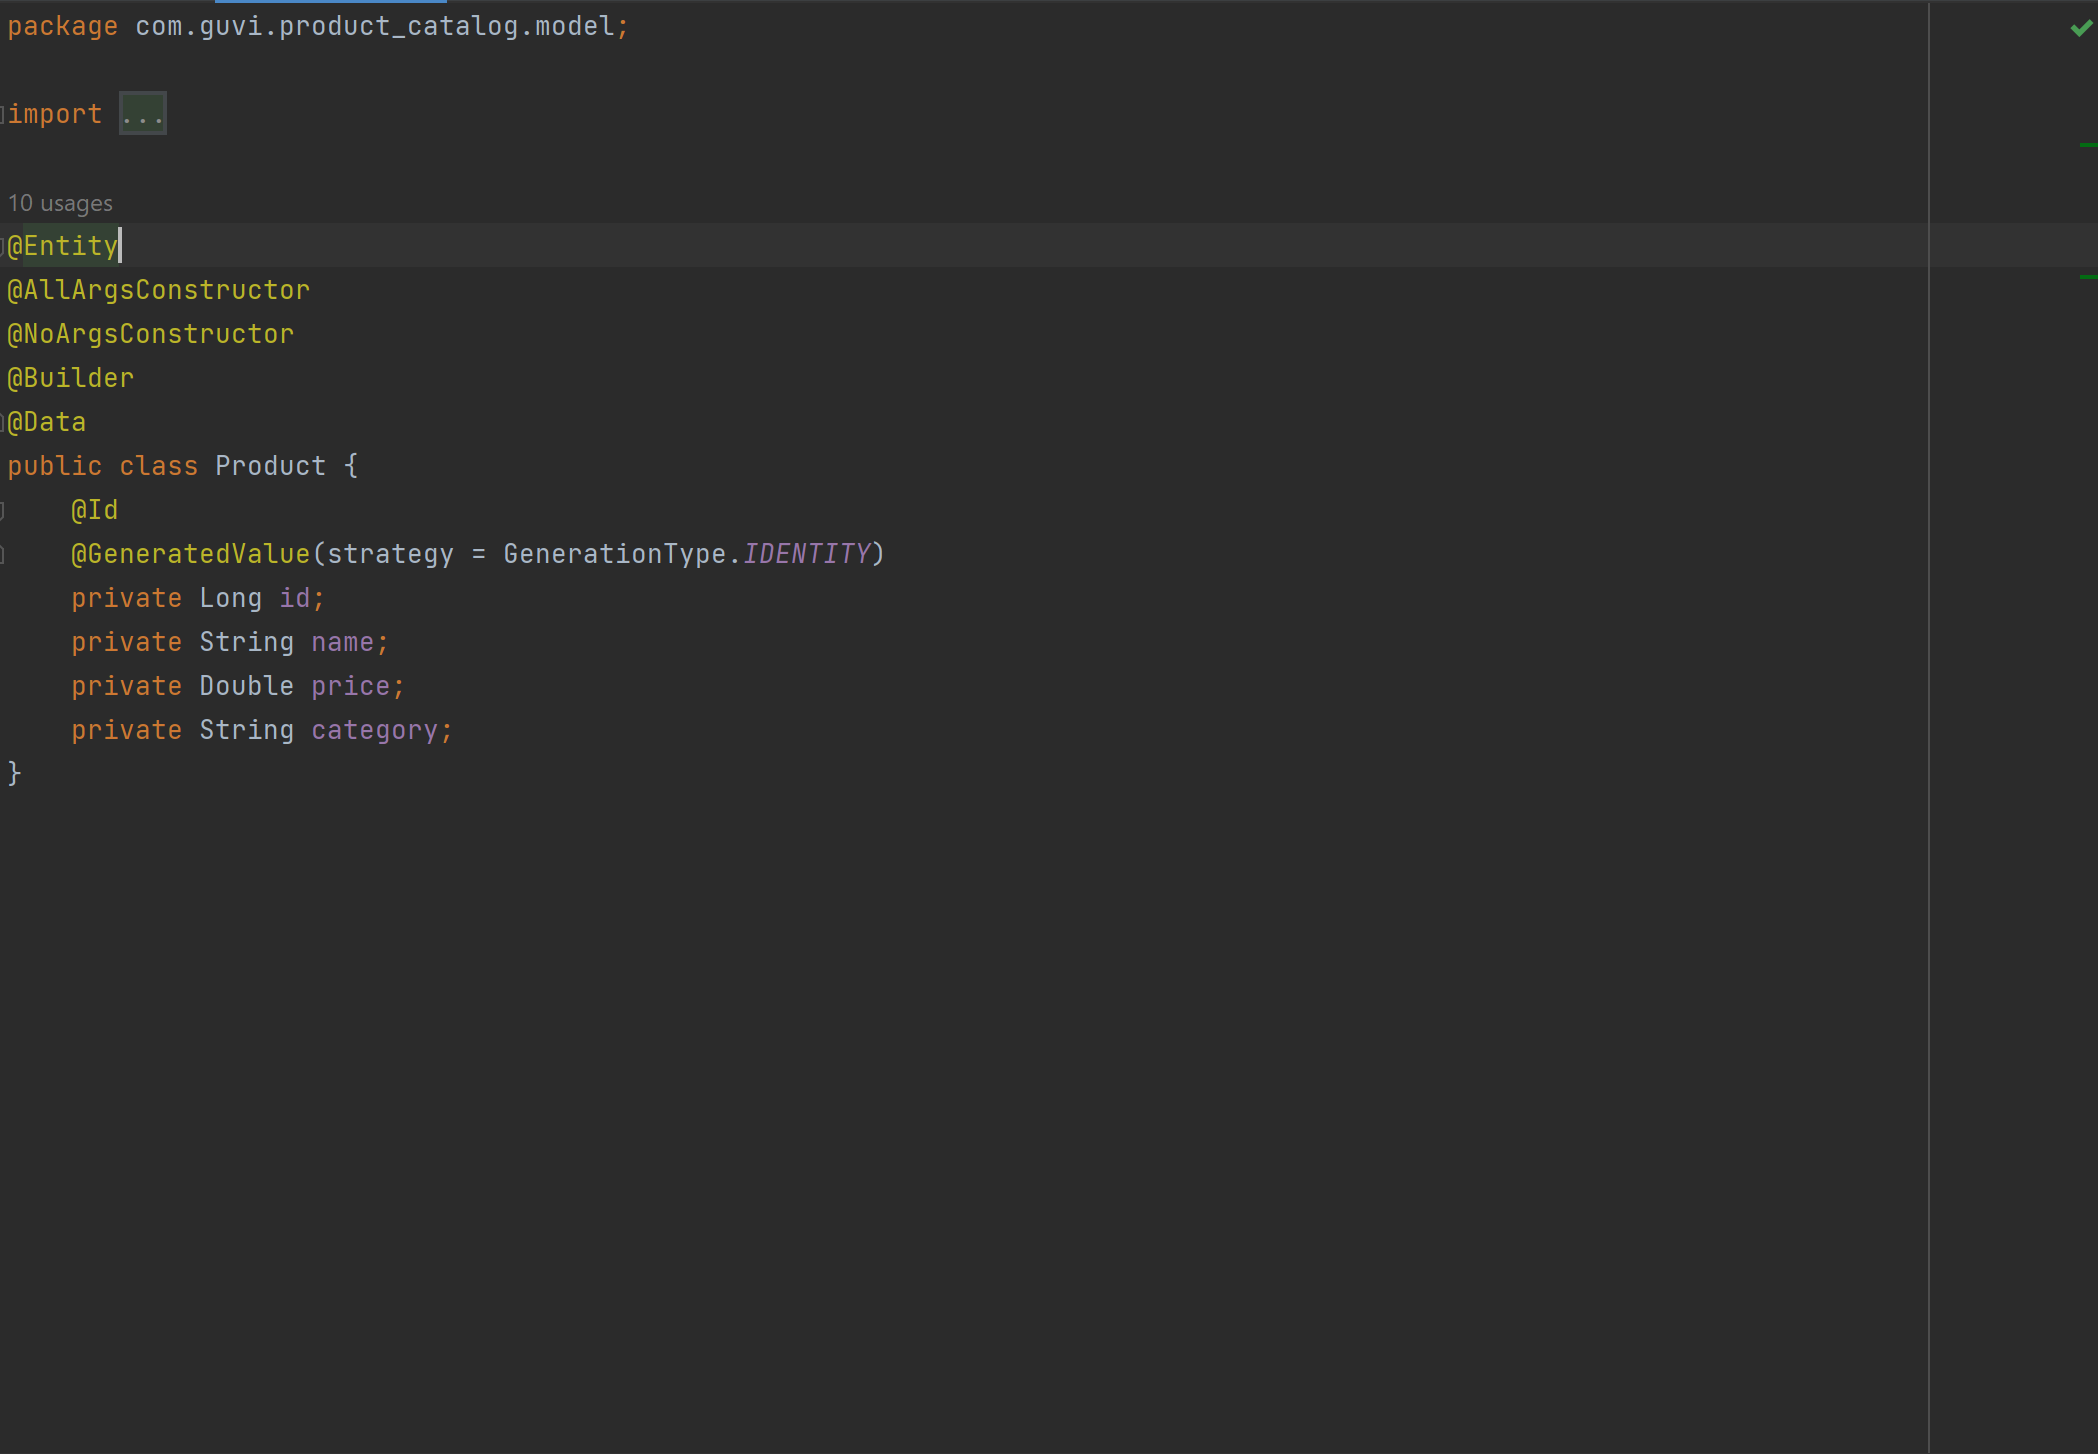 package com.guvi.product_catalog.model;
import ...
10 usages
@Entity
@AllArgsConstructor
@NoArgsConstructor
@Builder
@Data
public class Product {
    @Id
    @GeneratedValue(strategy = GenerationType.IDENTITY)
    private Long id;
    private String name;
    private Double price;
    private String category;
}